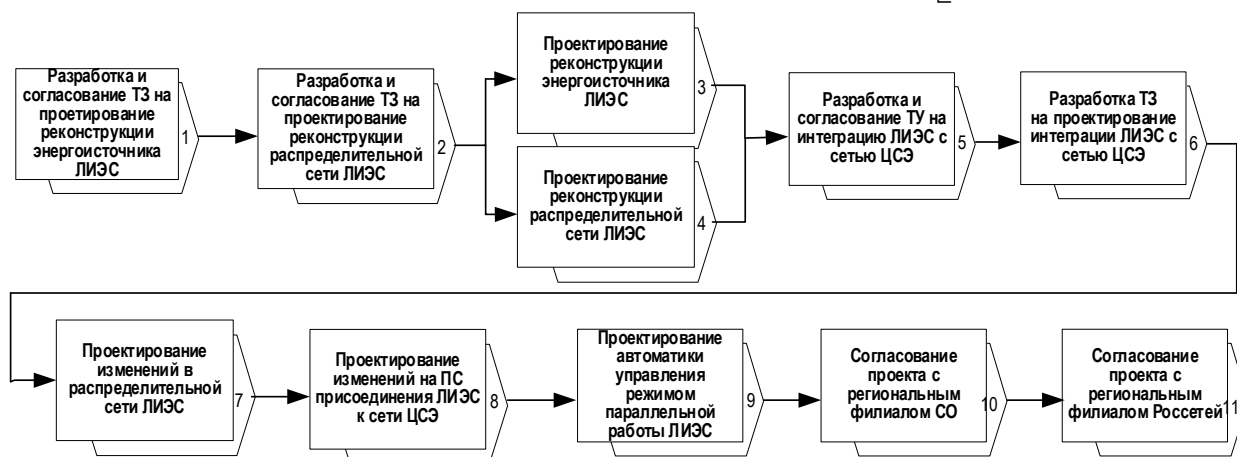 Разработка и
согласование ТЗ на
проетирование
реконструкции
энергоисточника
ЛИЭС
1
Разработка и
согласование ТЗ на
проектирование
реконструкции
распределительной
сети ЛИЭС
2
Проектирование
реконструкции
энергоисточника
ЛИЭС
3
Проектирование
реконструкции
распределительной
сети ЛИЭС
4
Разработка и
согласование ТУ на
интеграцию ЛИЭС с
сетью ЦСЭ
5
Разработка ТЗ
на проектирование
интеграции ЛИЭС с
сетью ЦСЭ
6
Проектирование
изменений в
распределительной
сети ЛИЭС
7
Проектирование
изменений на ПС
присоединения ЛИЭС
к сети ЦСЭ
8
Проектирование
автоматики
управления
режимом
параллельной
работы ЛИЭС
9
Согласование
проекта с
региональным
филиалом СО
10
Согласование
проекта с
региональным
филиалом Россетей
11